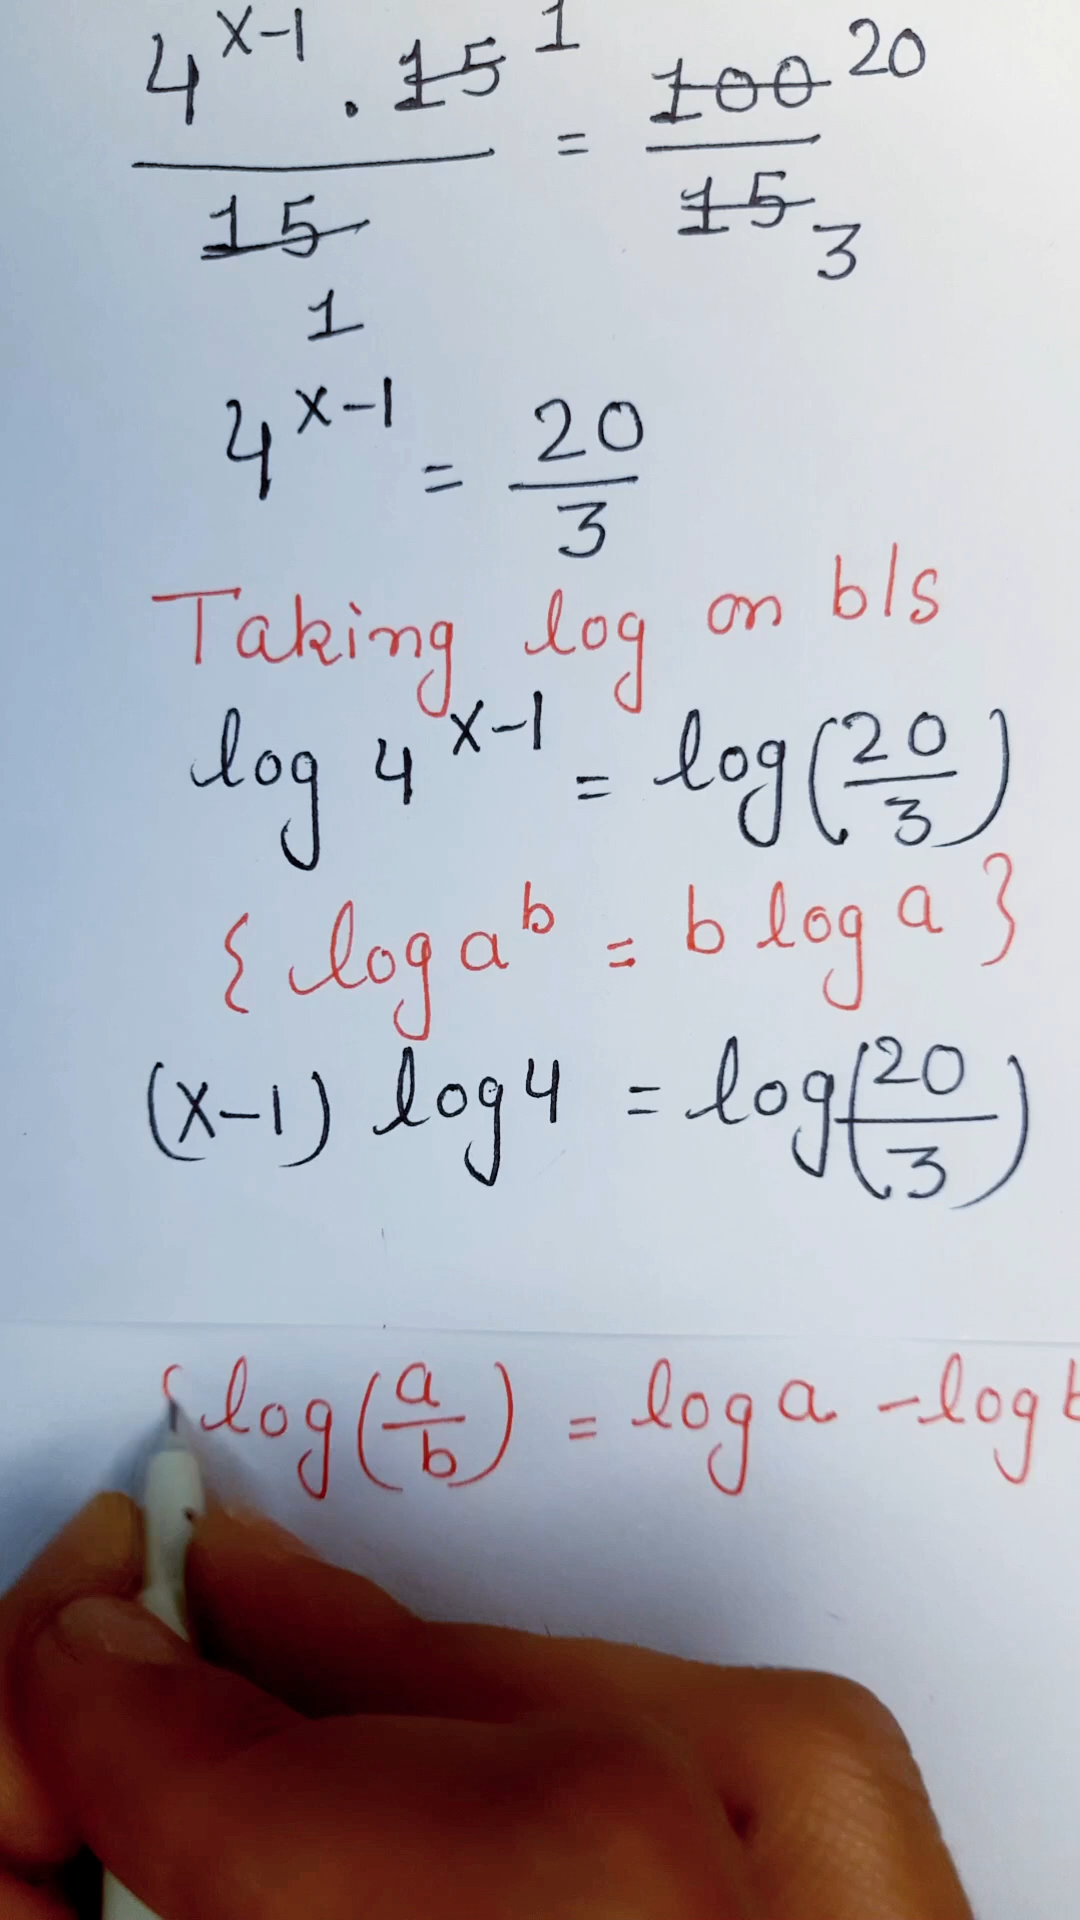 4^(x-1) · 15 1 / 15 1 = 100 20 / 15 3
4^(x-1) = 20/3
Taking log on b/s
log 4^(x-1) = log(20/3)
{ log a^b = b log a }
(x-1) log 4 = log(20/3)
{ log(a/b) = log a - log b